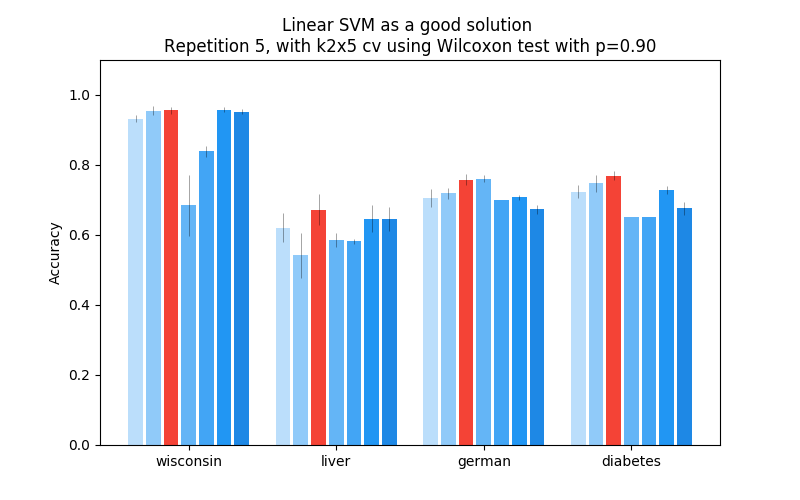 Linear SVM as a good solution
Repetition 5, with k2x5 cv using Wilcoxon test with p=0.90
1.0
0.8
0.6
0.4
0.2
0.0
Accuracy
wisconsin
liver
german
diabetes